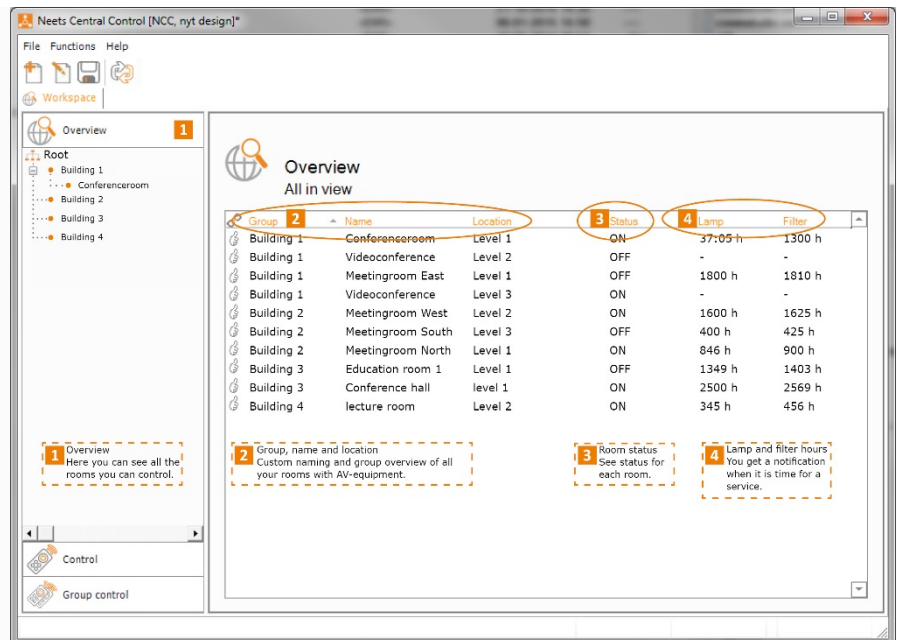 Neets Central Control [NCC, nyt design]*
File Functions Help
Workspace
Overview 1
Root
Building 1
Conferenceroom
Building 2
Building 3
Building 4
Overview
All in view
Group 2 Name Location 3 Status 4 Lamp Filter
Building 1 Conferenceroom Level 1 ON 37:05 h 1300 h
Building 1 Videoconference Level 2 OFF - -
Building 1 Meetingroom East Level 1 OFF 1800 h 1810 h
Building 1 Videoconference Level 3 ON - -
Building 2 Meetingroom West Level 2 ON 1600 h 1625 h
Building 2 Meetingroom South Level 3 OFF 400 h 425 h
Building 2 Meetingroom North Level 1 ON 846 h 900 h
Building 3 Education room 1 Level 1 OFF 1349 h 1403 h
Building 3 Conference hall level 1 ON 2500 h 2569 h
Building 4 lecture room Level 2 ON 345 h 456 h
1 Overview
Here you can see all the
rooms you can control.
2 Group, name and location
Custom naming and group overview of all
your rooms with AV-equipment.
3 Room status
See status for
each room.
4 Lamp and filter hours
You get a notification
when it is time for a
service.
Control
Group control